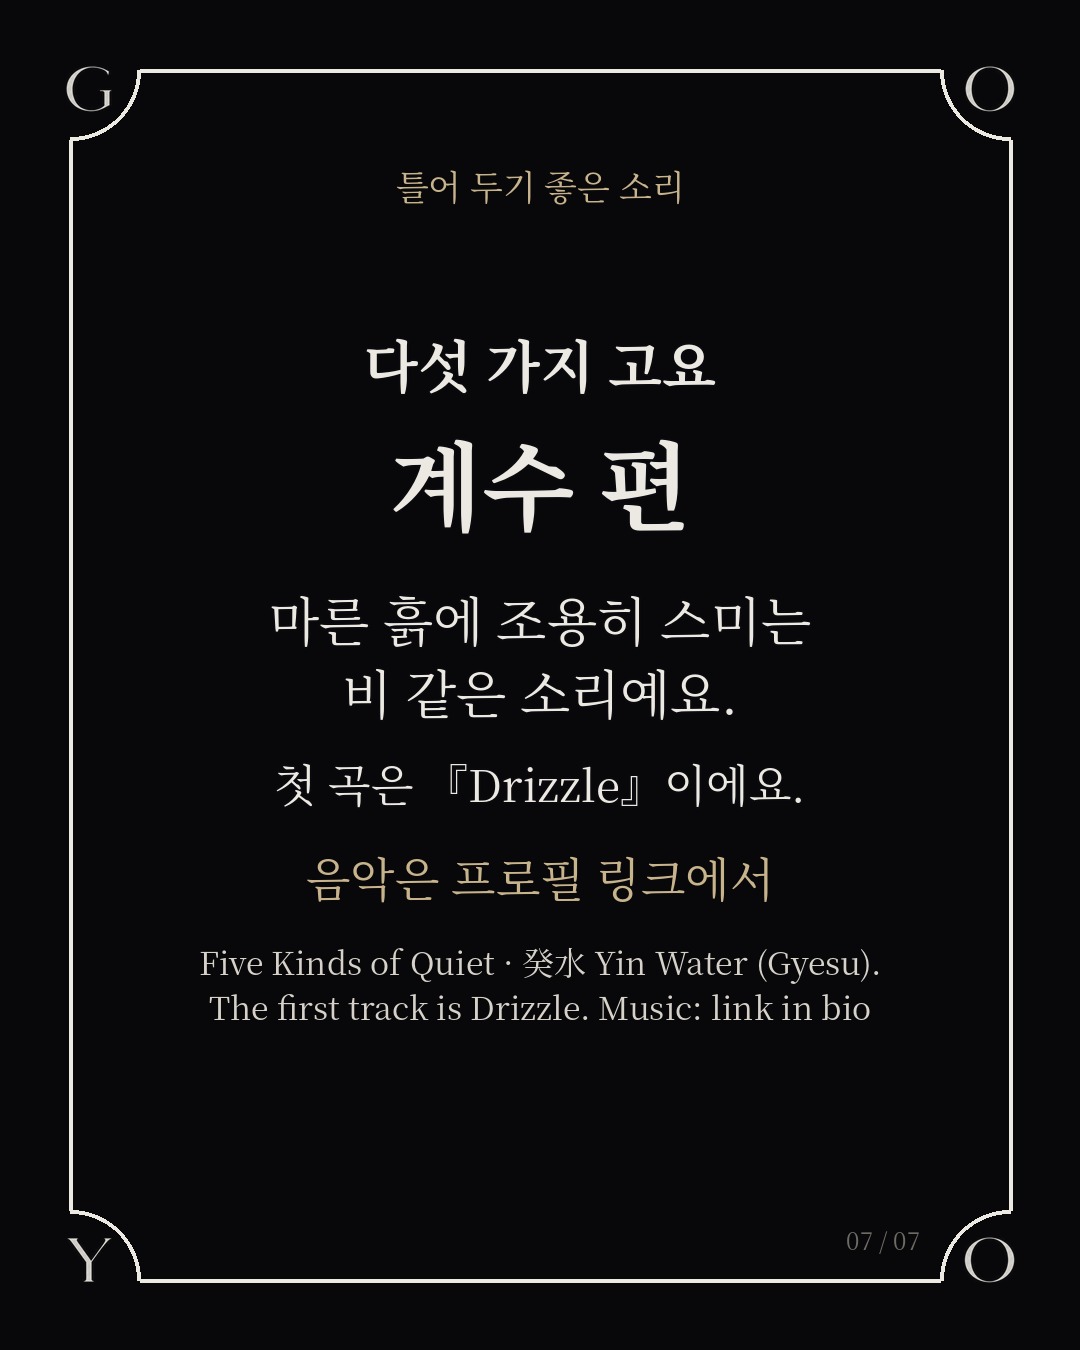 G O
틀어 두기 좋은 소리
다섯 가지 고요
계수 편
마른 흙에 조용히 스미는
비 같은 소리예요.
첫 곡은 『Drizzle』이에요.
음악은 프로필 링크에서
Five Kinds of Quiet · 癸水 Yin Water (Gyesu).
The first track is Drizzle. Music: link in bio
07 / 07
Y O